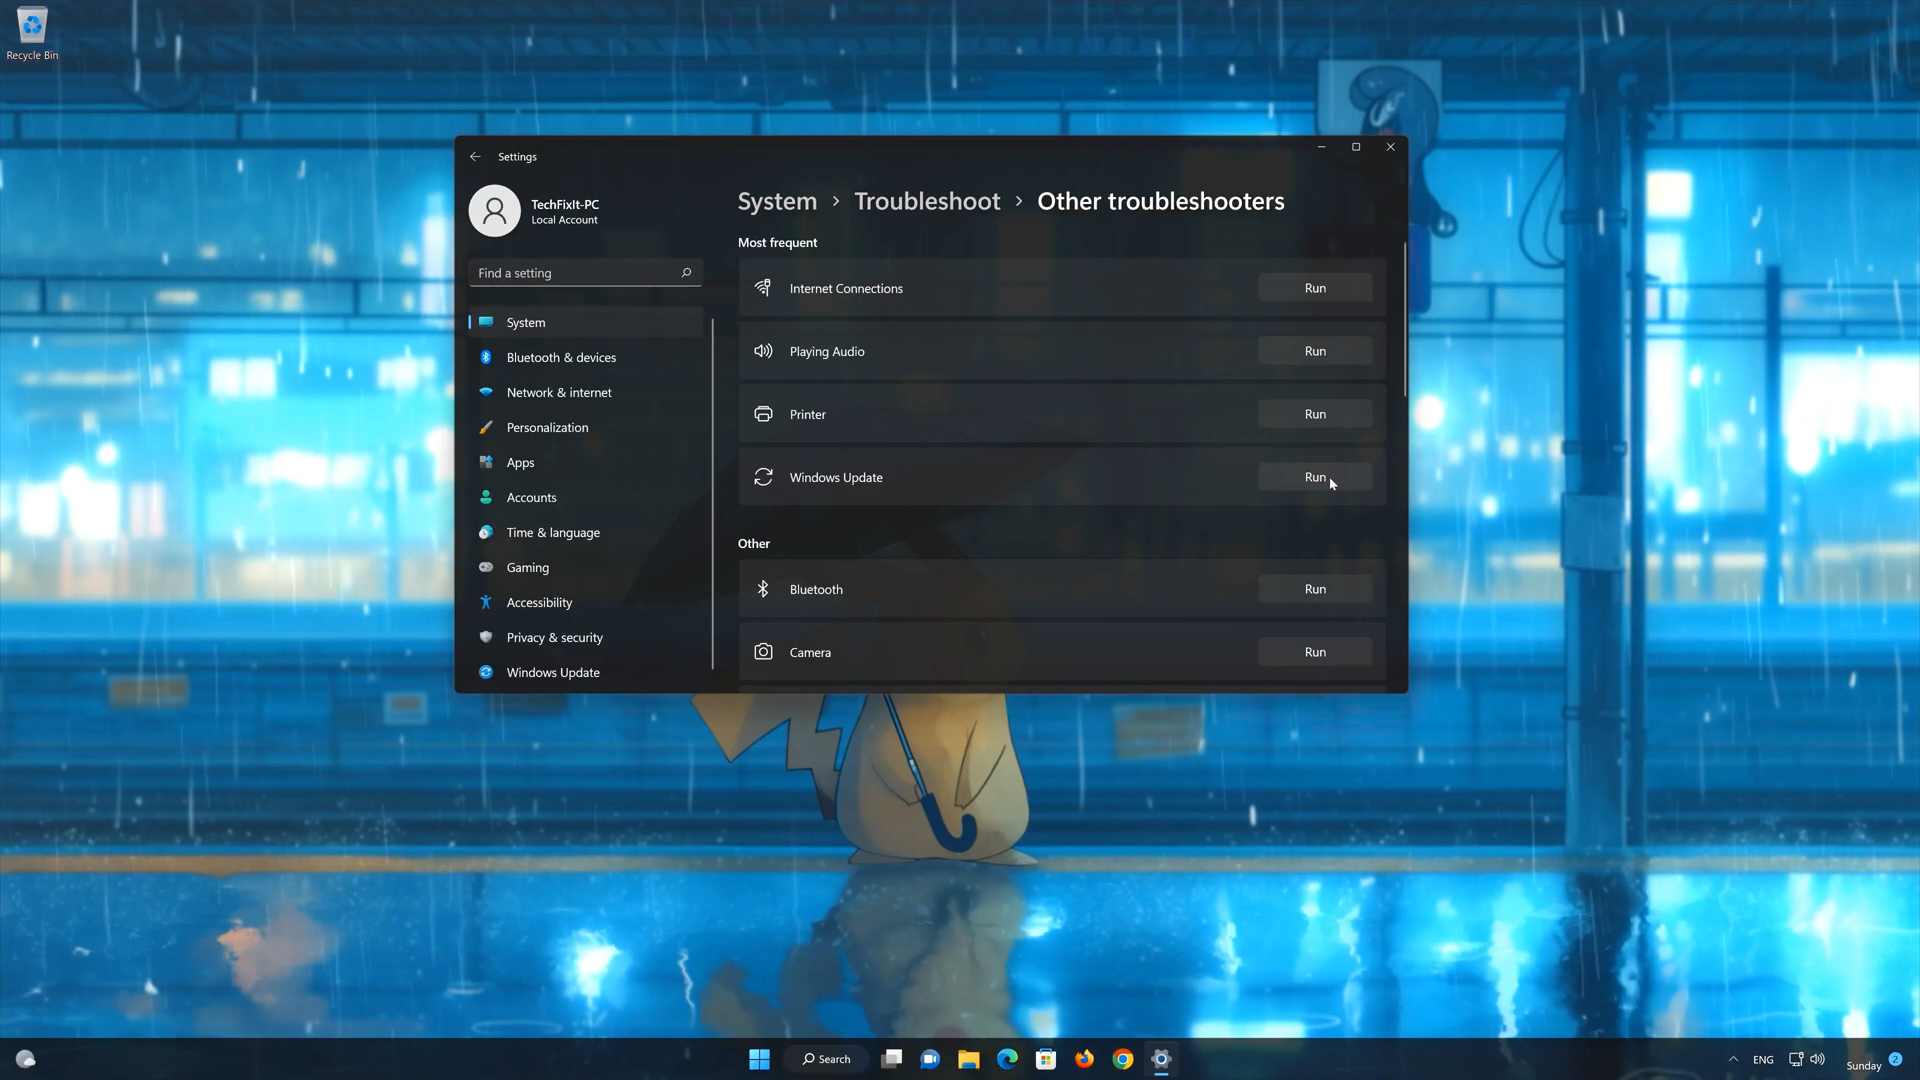 Recycle Bin
Settings
TechFixIt-PC
Local Account
Find a setting
System
Bluetooth & devices
Network & internet
Personalization
Apps
Accounts
Time & language
Gaming
Accessibility
Privacy & security
Windows Update
System › Troubleshoot › Other troubleshooters
Most frequent
Internet Connections Run
Playing Audio Run
Printer Run
Windows Update Run
Other
Bluetooth Run
Camera Run
Search
ENG
Sunday 2